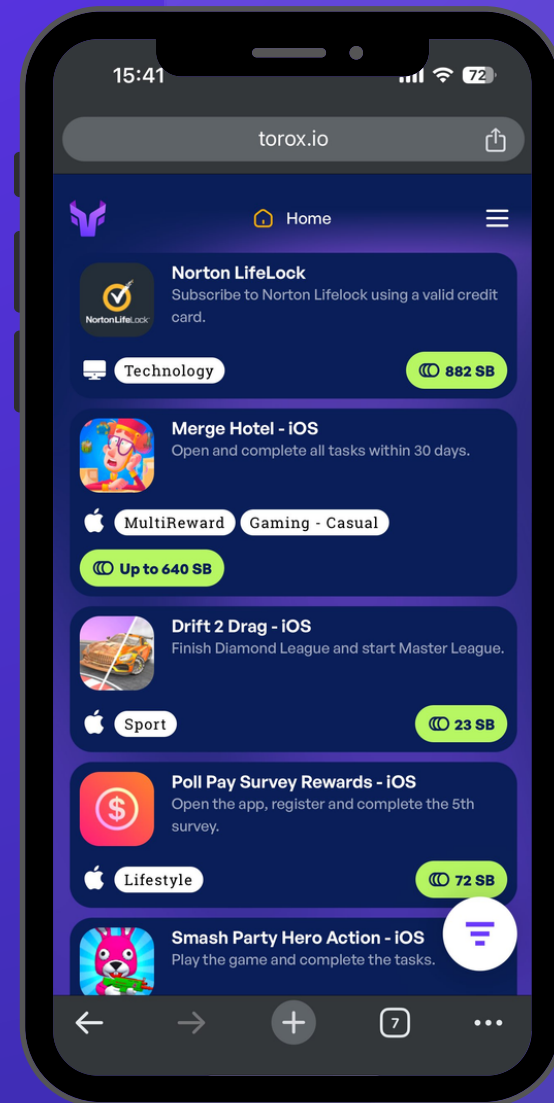 15:41
72
torox.io
Home
Norton LifeLock
Subscribe to Norton Lifelock using a valid credit
card.
NortonLifeLock
Technology
882 SB
Merge Hotel - iOS
Open and complete all tasks within 30 days.
MultiReward
Gaming - Casual
Up to 640 SB
Drift 2 Drag - iOS
Finish Diamond League and start Master League.
Sport
23 SB
Poll Pay Survey Rewards - iOS
Open the app, register and complete the 5th
survey.
$
Lifestyle
72 SB
Smash Party Hero Action - iOS
Play the game and complete the tasks.
7